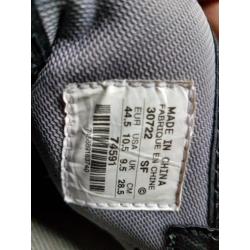 MADE IN CHINA
FABRIQUE EN CHINE
30722 SF ©
EUR USA UK CM
44.5 10.5 9.5 28.5
74591